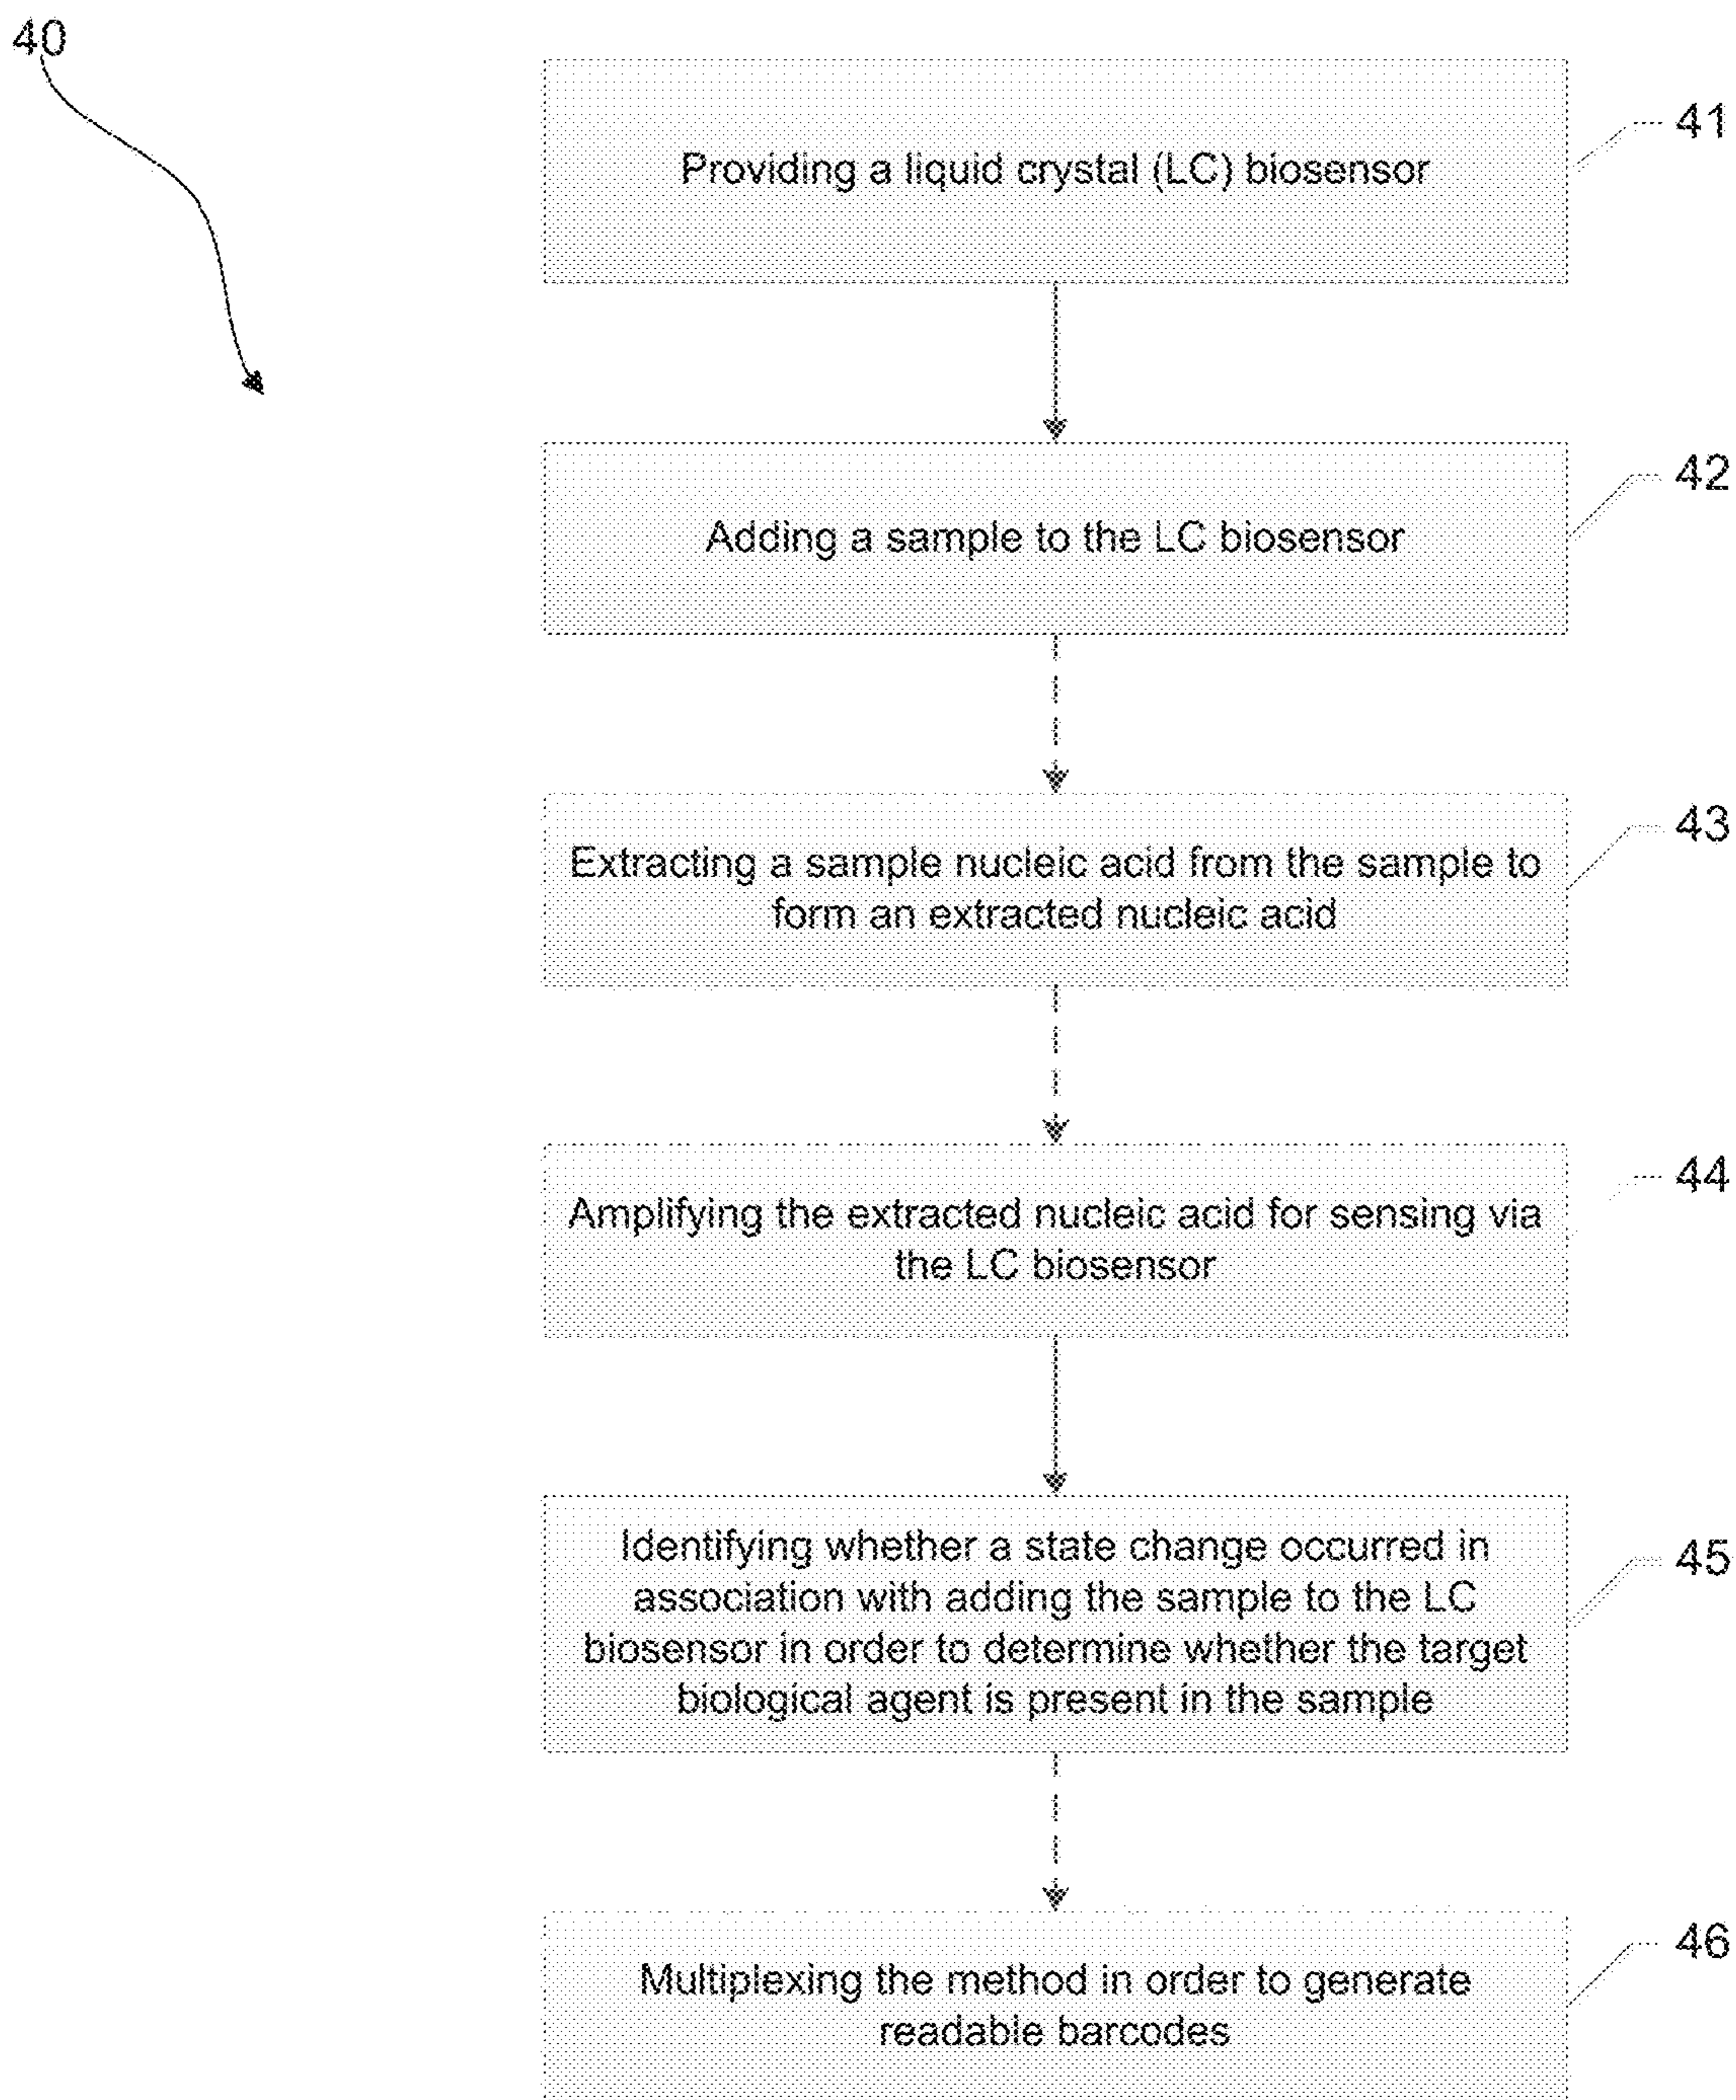 40
41
Providing a liquid crystal (LC) biosensor
42
Adding a sample to the LC biosensor
43
Extracting a sample nucleic acid from the sample to
form an extracted nucleic acid
44
Amplifying the extracted nucleic acid for sensing via
the LC biosensor
45
Identifying whether a state change occurred in
association with adding the sample to the LC
biosensor in order to determine whether the target
biological agent is present in the sample
46
Multiplexing the method in order to generate
readable barcodes